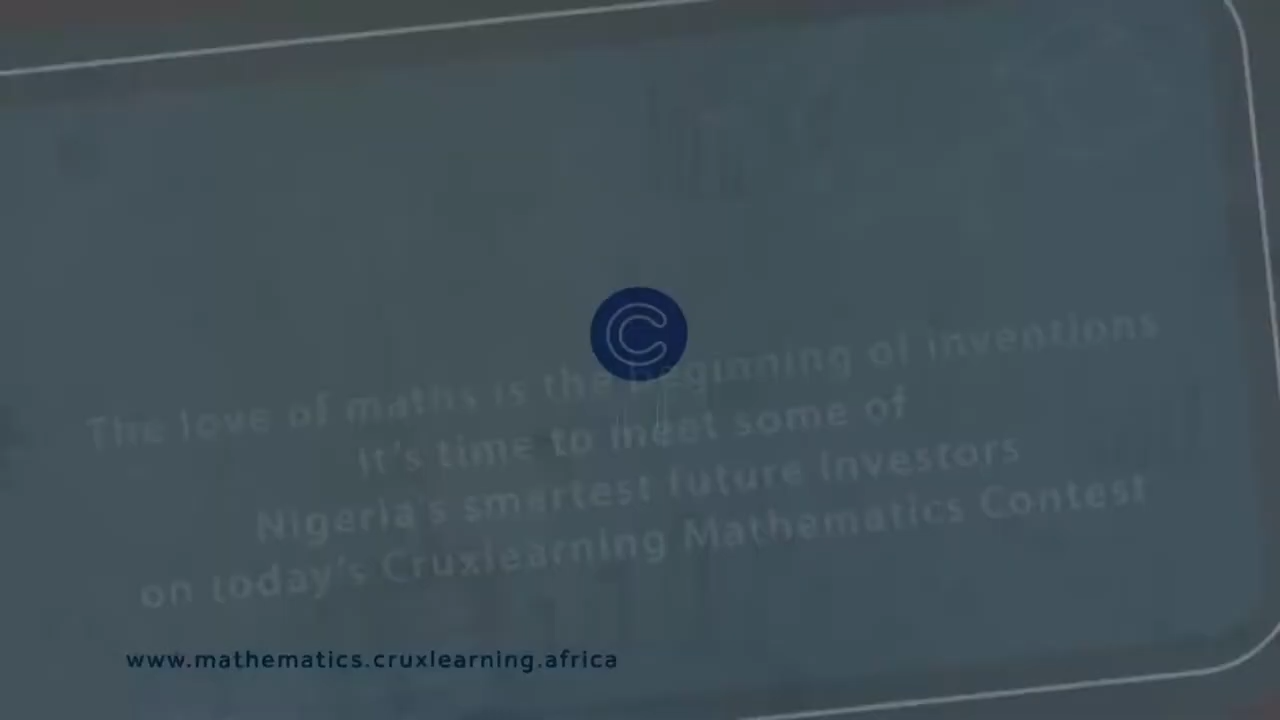 C
The love of maths is the beginning of inventions
It's time to meet some of
Nigeria's smartest future investors
on today's Cruxlearning Mathematics Contest
www.mathematics.cruxlearning.africa